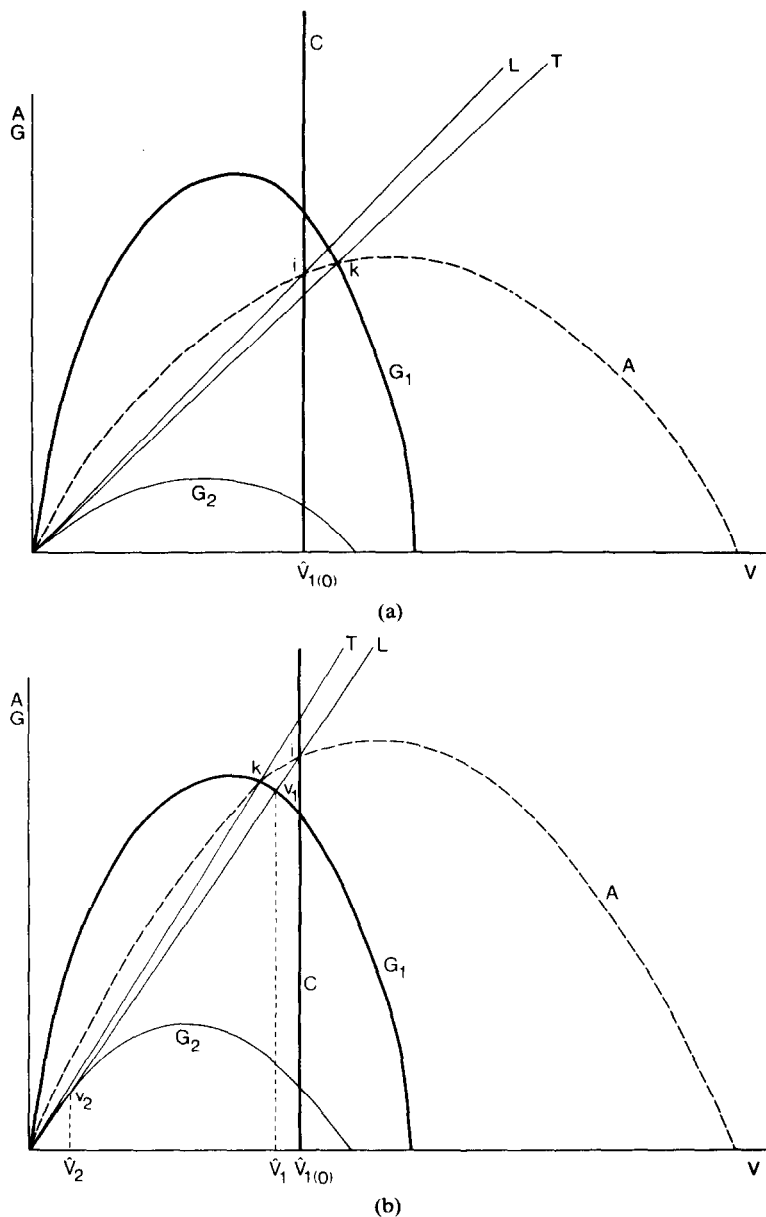 C
L T
A
G
i
k
G₁
A
G₂
V̂₁₍₀₎
V
(a)
T L
A
G
i
k
v₁
A
G₁
C
G₂
v₂
V̂₂ V̂₁ V̂₁₍₀₎
V
(b)